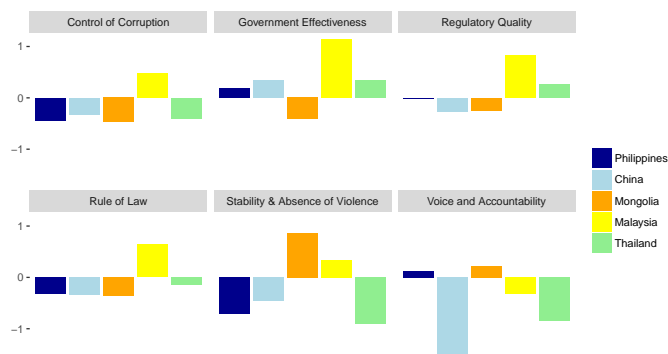 Control of Corruption
Government Effectiveness
Regulatory Quality
1
0
−1
Rule of Law
Stability & Absence of Violence
Voice and Accountability
1
0
−1
Philippines
China
Mongolia
Malaysia
Thailand